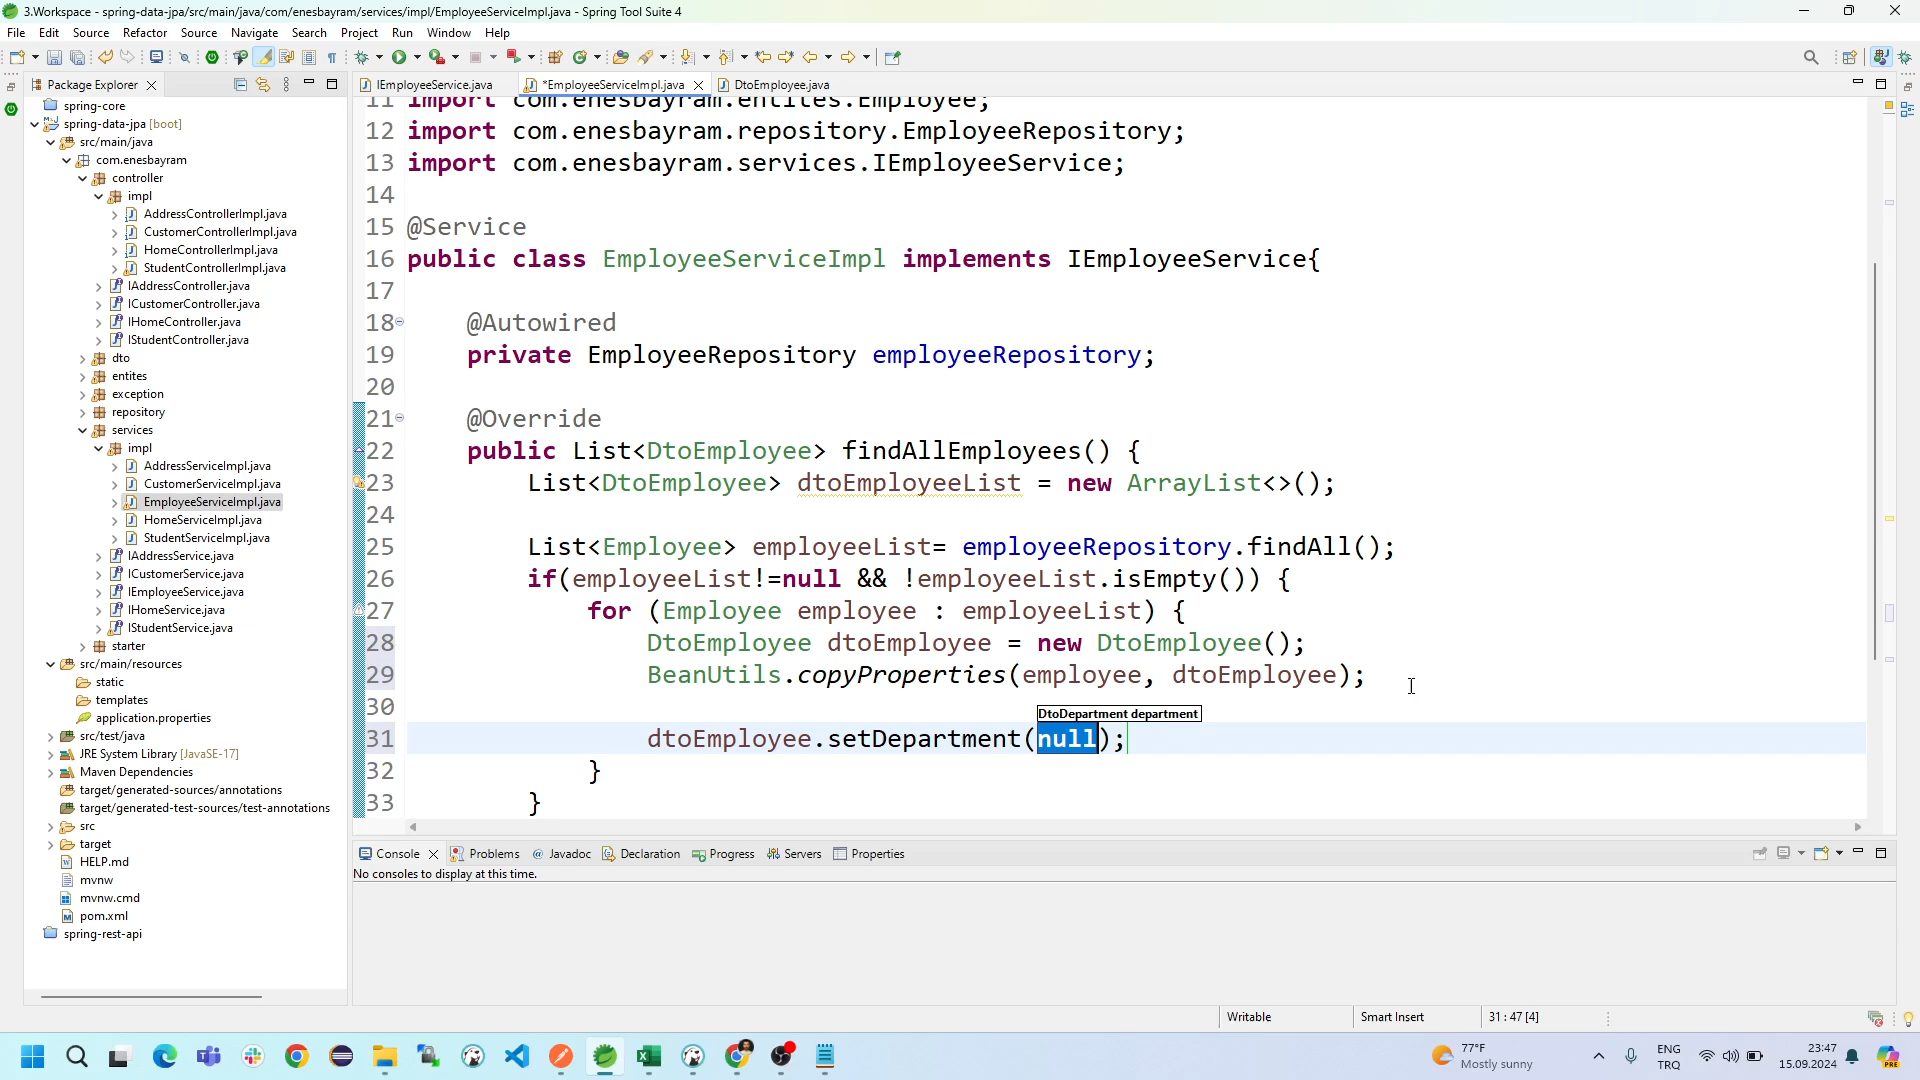 3.Workspace - spring-data-jpa/src/main/java/com/enesbayram/services/impl/EmployeeServiceImpl.java - Spring Tool Suite 4
File Edit Source Refactor Source Navigate Search Project Run Window Help
Package Explorer
IEmployeeService.java
*EmployeeServiceImpl.java
DtoEmployee.java
spring-core
spring-data-jpa [boot]
src/main/java
com.enesbayram
controller
impl
AddressControllerImpl.java
CustomerControllerImpl.java
HomeControllerImpl.java
StudentControllerImpl.java
IAddressController.java
ICustomerController.java
IHomeController.java
IStudentController.java
dto
entites
exception
repository
services
impl
AddressServiceImpl.java
CustomerServiceImpl.java
EmployeeServiceImpl.java
HomeServiceImpl.java
StudentServiceImpl.java
IAddressService.java
ICustomerService.java
IEmployeeService.java
IHomeService.java
IStudentService.java
starter
src/main/resources
static
templates
application.properties
src/test/java
JRE System Library [JavaSE-17]
Maven Dependencies
target/generated-sources/annotations
target/generated-test-sources/test-annotations
src
target
HELP.md
mvnw
mvnw.cmd
pom.xml
spring-rest-api
11 import com.enesbayram.entites.Employee;
12 import com.enesbayram.repository.EmployeeRepository;
13 import com.enesbayram.services.IEmployeeService;
14
15 @Service
16 public class EmployeeServiceImpl implements IEmployeeService{
17
18 @Autowired
19 private EmployeeRepository employeeRepository;
20
21 @Override
22 public List<DtoEmployee> findAllEmployees() {
23 List<DtoEmployee> dtoEmployeeList = new ArrayList<>();
24
25 List<Employee> employeeList= employeeRepository.findAll();
26 if(employeeList!=null && !employeeList.isEmpty()) {
27 for (Employee employee : employeeList) {
28 DtoEmployee dtoEmployee = new DtoEmployee();
29 BeanUtils.copyProperties(employee, dtoEmployee);
30
DtoDepartment department
31 dtoEmployee.setDepartment(null);
32 }
33 }
Console Problems @ Javadoc Declaration Progress Servers Properties
No consoles to display at this time.
Writable Smart Insert 31 : 47 [4]
77°F
Mostly sunny
ENG
TRQ
23:47
15.09.2024
PRE